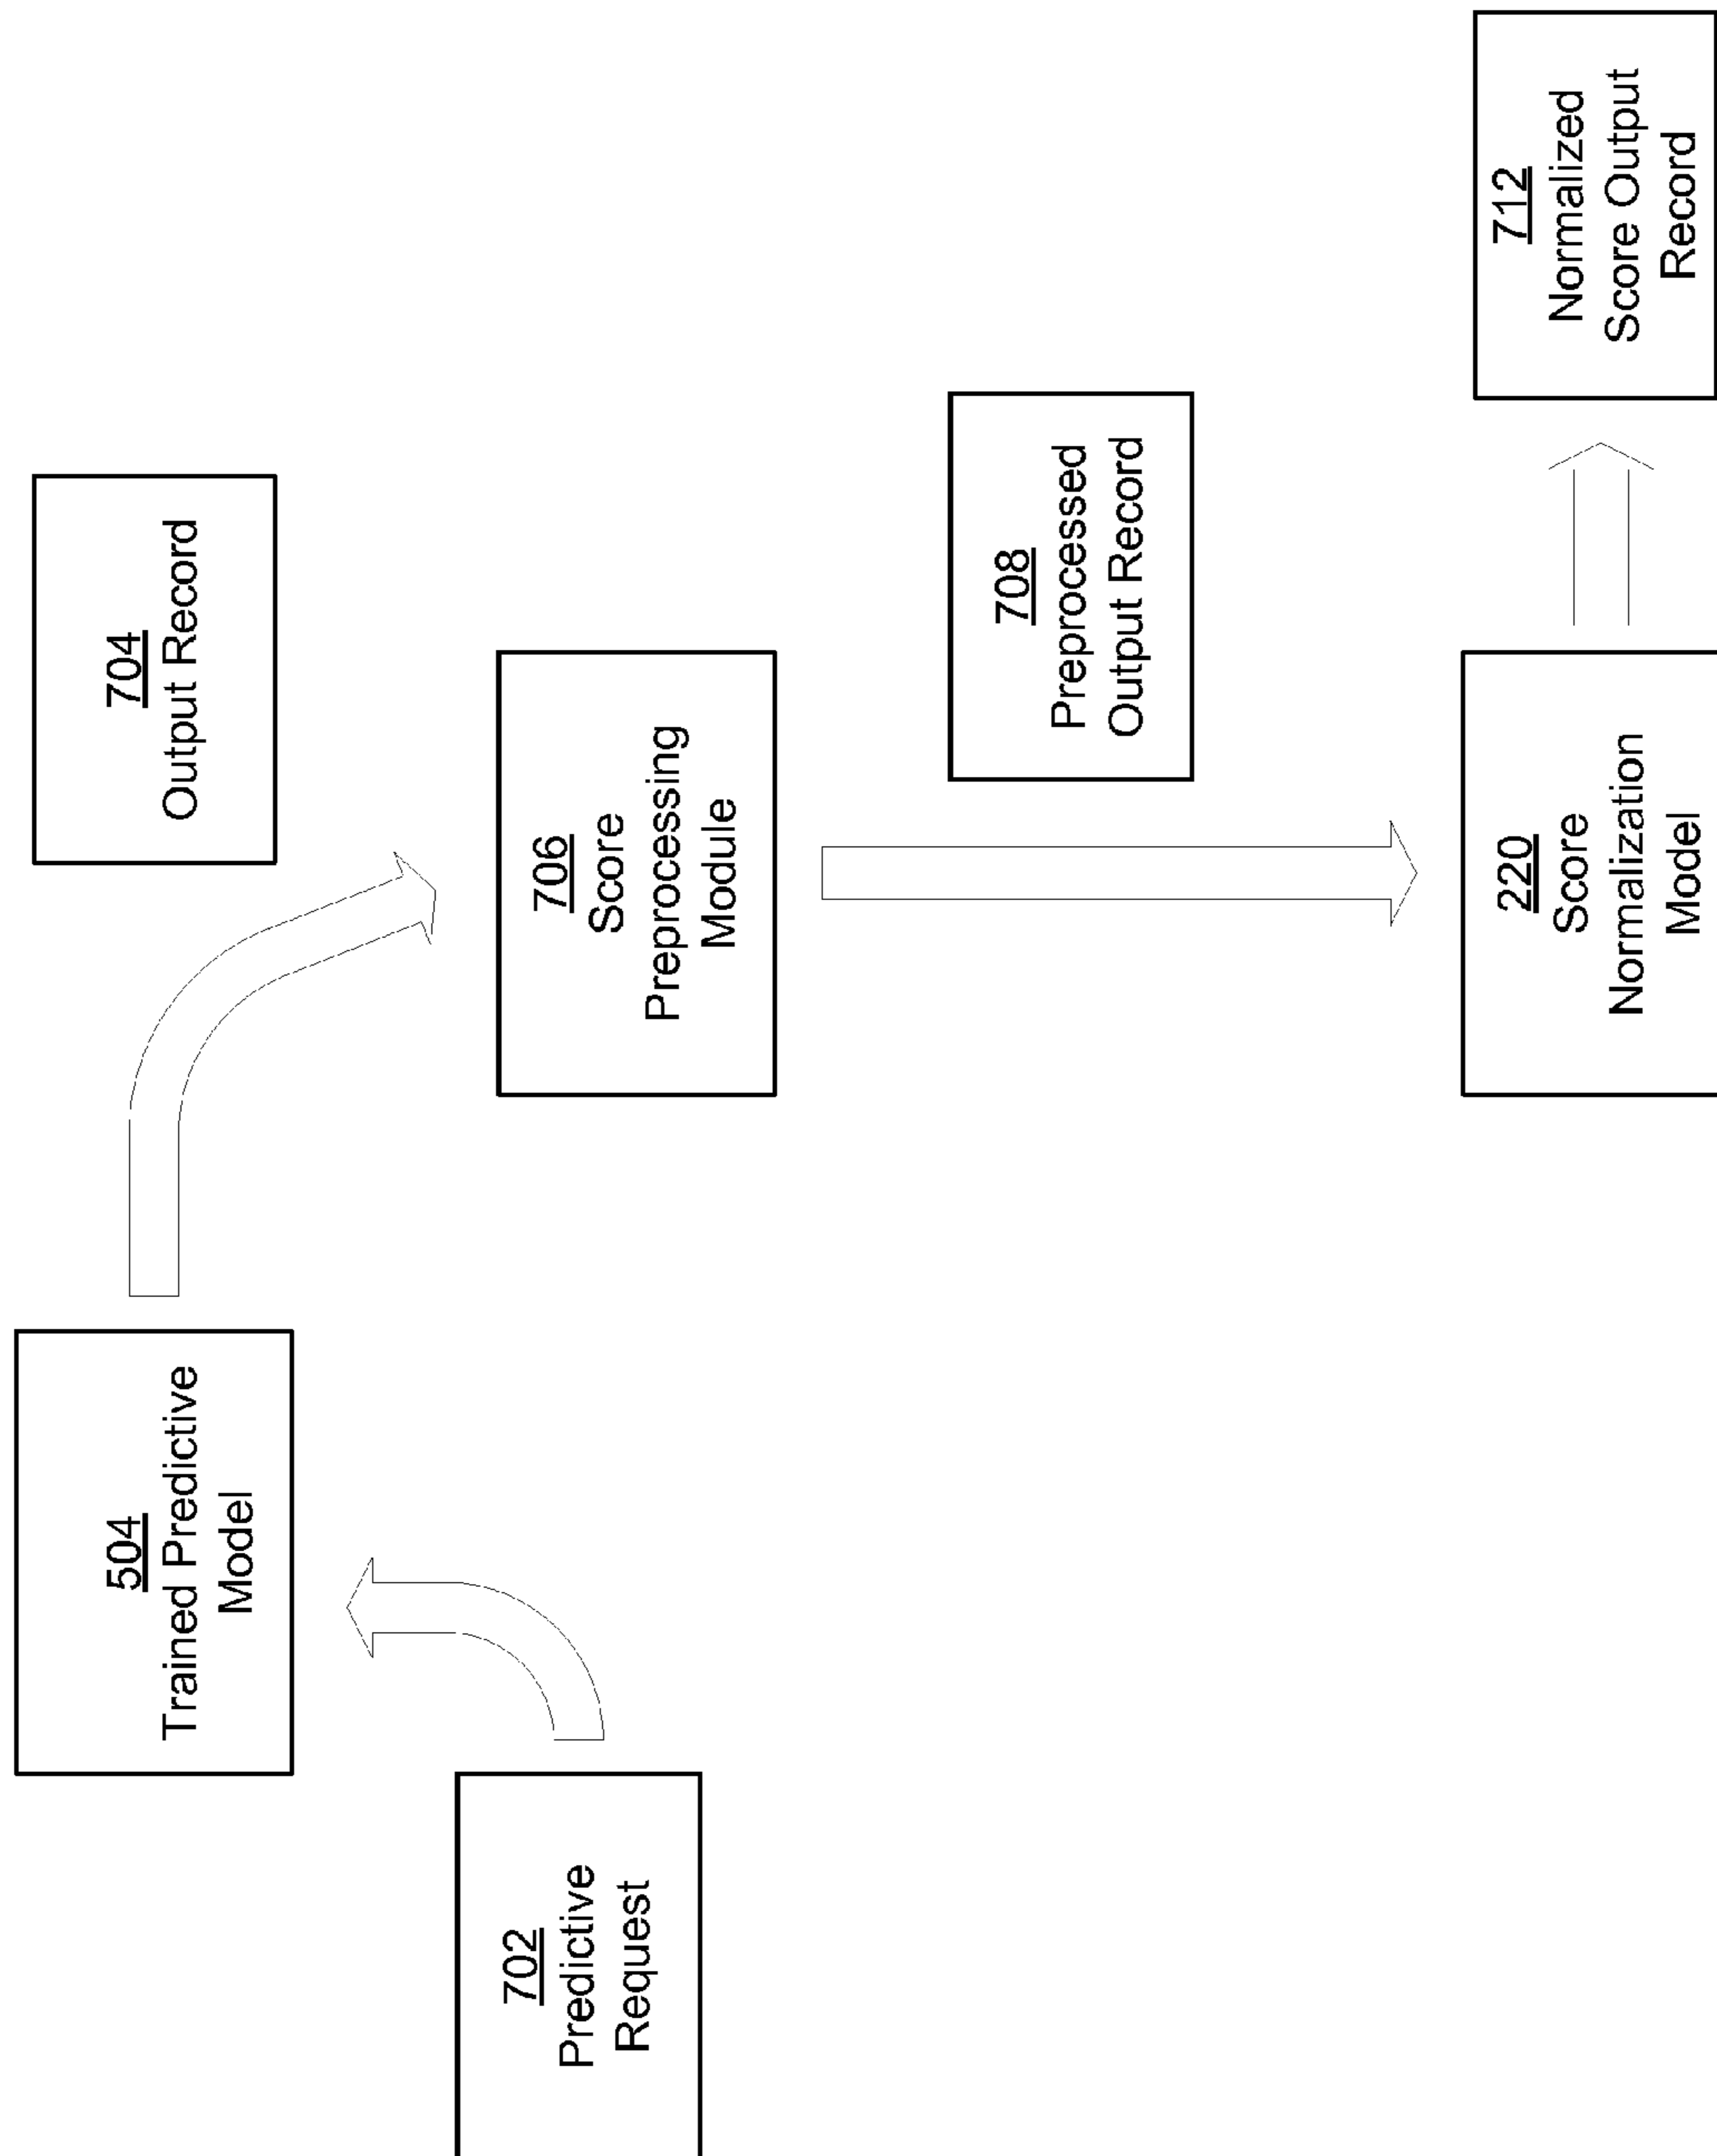 702
Predictive
Request
504
Trained Predictive
Model
704
Output Record
706
Score
Preprocessing
Module
708
Preprocessed
Output Record
220
Score
Normalization
Model
712
Normalized
Score Output
Record